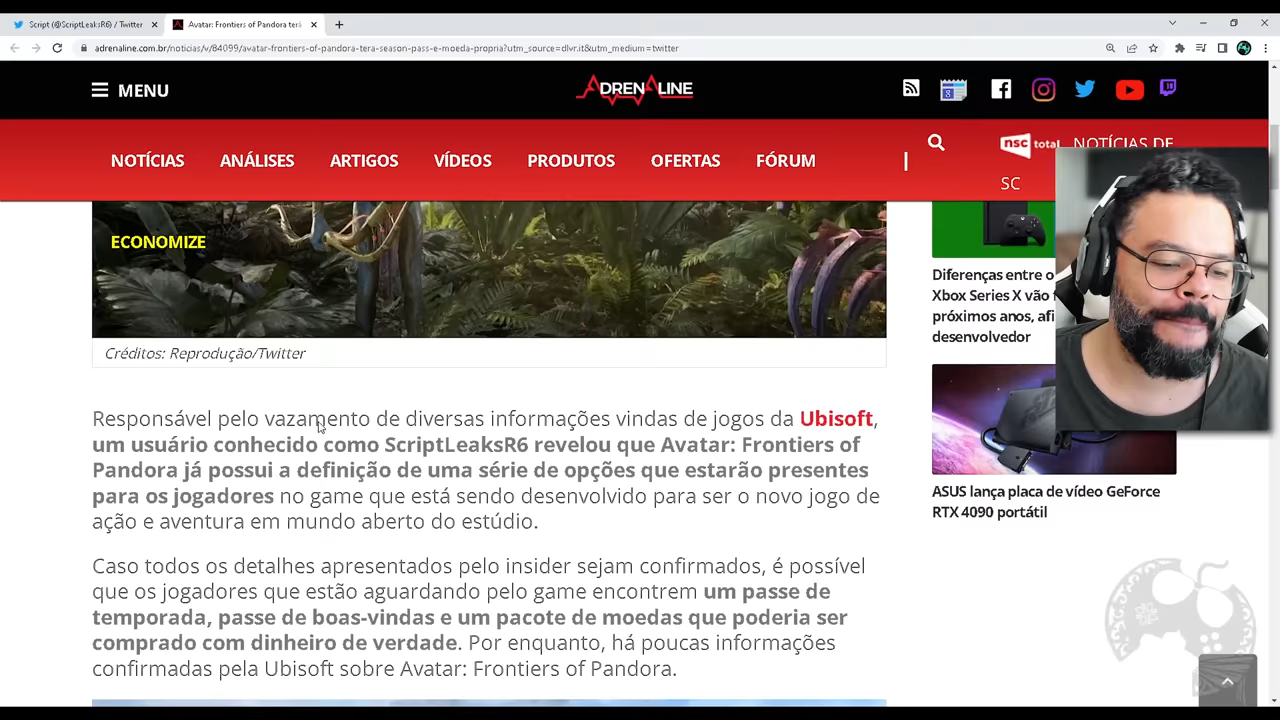 Script (@ScriptLeaksR6) / Twitter
Avatar: Frontiers of Pandora terá
adrenaline.com.br/noticias/v/84099/avatar-frontiers-of-pandora-tera-season-pass-e-moeda-propria?utm_source=dlvr.it&utm_medium=twitter
MENU
ADRENALINE
NOTÍCIAS
ANÁLISES
ARTIGOS
VÍDEOS
PRODUTOS
OFERTAS
FÓRUM
|
nsc total
NOTÍCIAS DE
SC
ECONOMIZE
Créditos: Reprodução/Twitter
Responsável pelo vazamento de diversas informações vindas de jogos da Ubisoft,
um usuário conhecido como ScriptLeaksR6 revelou que Avatar: Frontiers of
Pandora já possui a definição de uma série de opções que estarão presentes
para os jogadores no game que está sendo desenvolvido para ser o novo jogo de
ação e aventura em mundo aberto do estúdio.
Caso todos os detalhes apresentados pelo insider sejam confirmados, é possível
que os jogadores que estão aguardando pelo game encontrem um passe de
temporada, passe de boas-vindas e um pacote de moedas que poderia ser
comprado com dinheiro de verdade. Por enquanto, há poucas informações
confirmadas pela Ubisoft sobre Avatar: Frontiers of Pandora.
Diferenças entre o
Xbox Series X vão
próximos anos, afi
desenvolvedor
ASUS lança placa de vídeo GeForce
RTX 4090 portátil